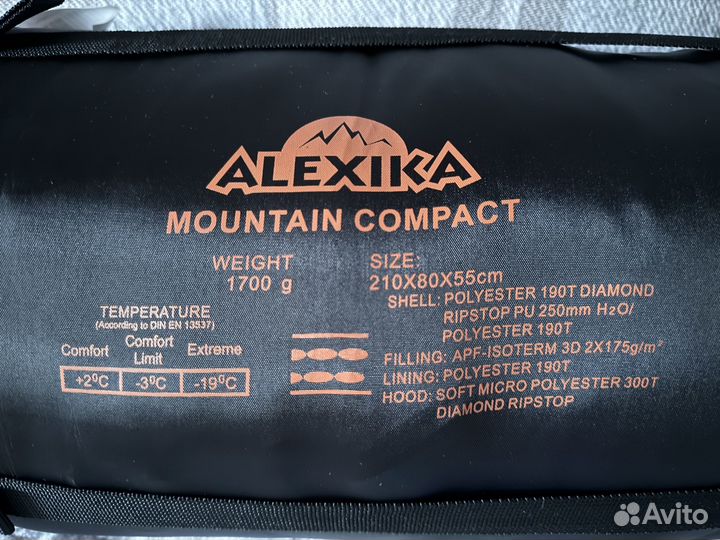 ALEXIKA
MOUNTAIN COMPACT
WEIGHT
1700 g
SIZE:
210X80X55cm
TEMPERATURE
(According to DIN EN 13537)
Comfort Comfort Limit Extreme
+2ºC -3ºC -19ºC
SHELL: POLYESTER 190T DIAMOND
RIPSTOP PU 250mm H₂O/
POLYESTER 190T
FILLING: APF-ISOTERM 3D 2X175g/m²
LINING: POLYESTER 190T
HOOD: SOFT MICRO POLYESTER 300T
DIAMOND RIPSTOP
Avito